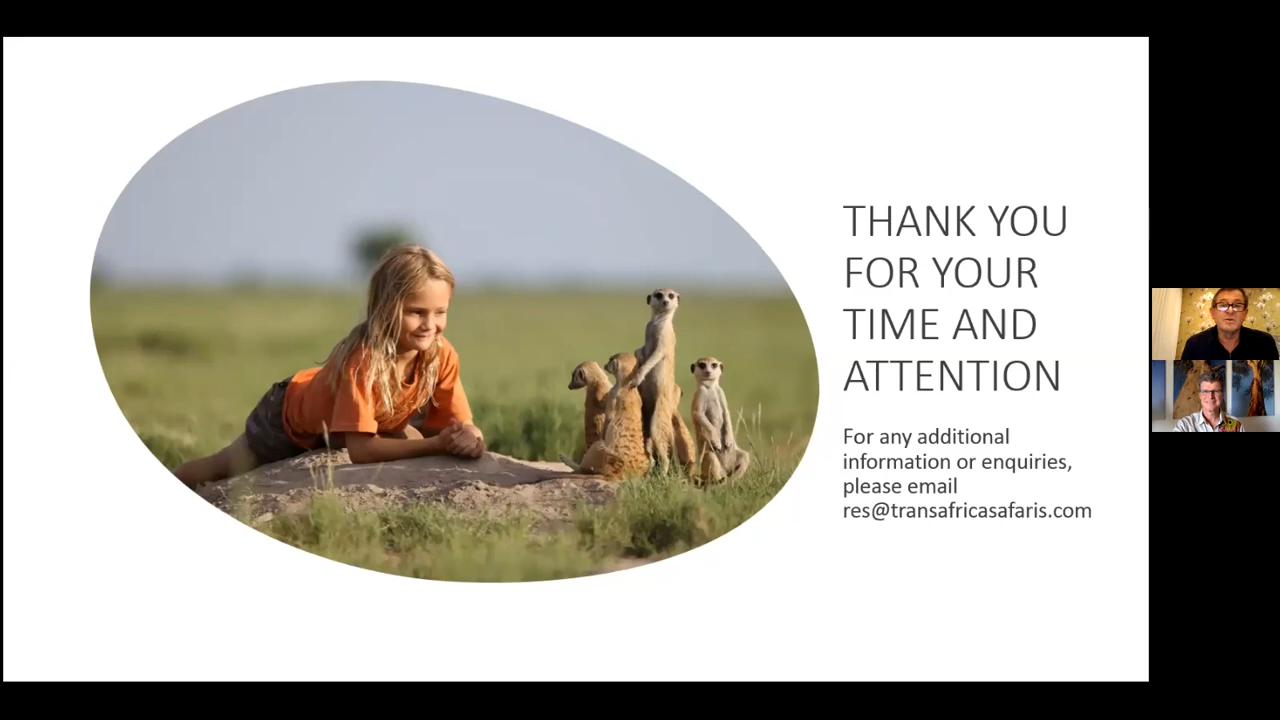 THANK YOU
FOR YOUR
TIME AND
ATTENTION
For any additional
information or enquiries,
please email
res@transafricasafaris.com